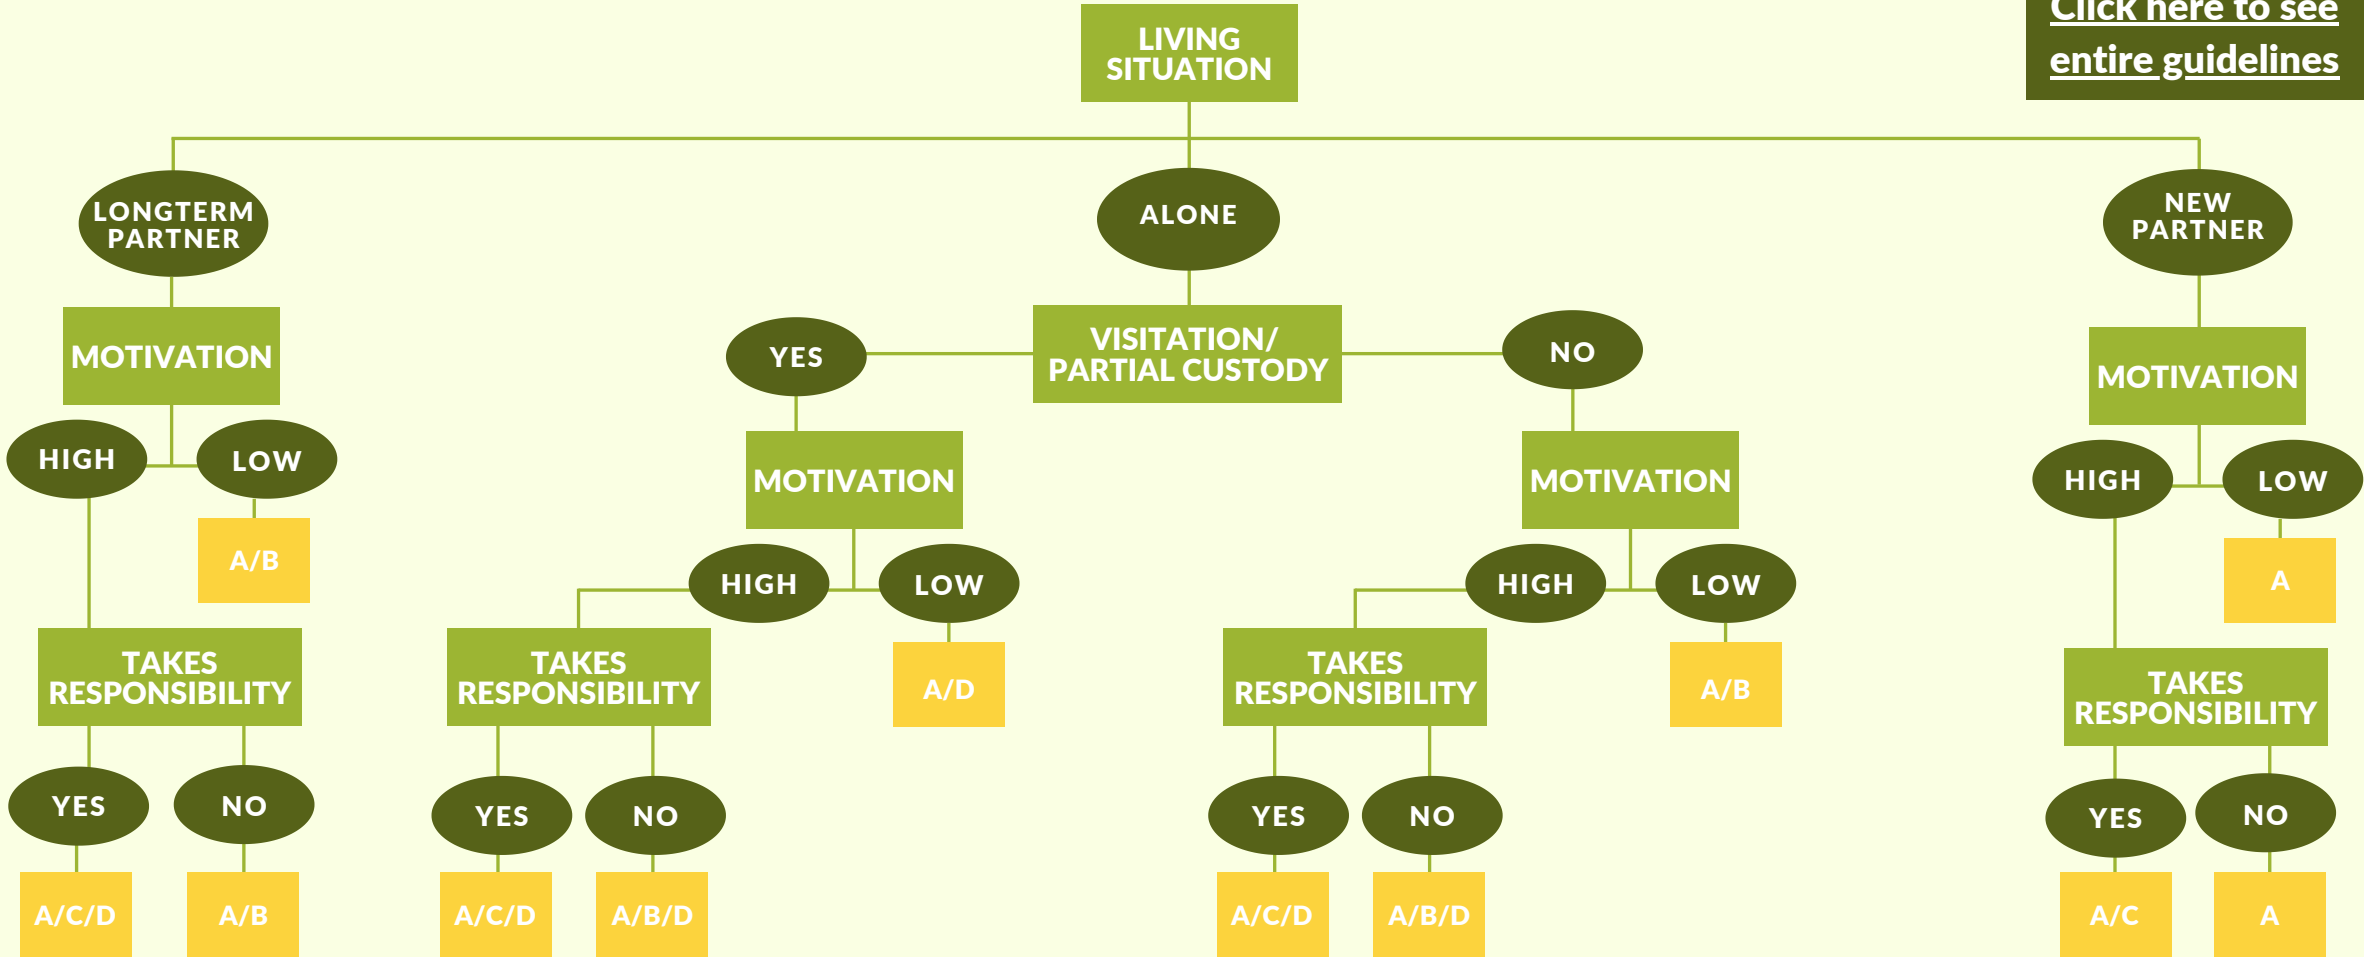 LIVING
SITUATION
Click here to see
entire guidelines
LONGTERM
PARTNER
ALONE
NEW
PARTNER
MOTIVATION
YES
VISITATION/
PARTIAL CUSTODY
NO
MOTIVATION
HIGH
LOW
MOTIVATION
MOTIVATION
HIGH
LOW
A/B
HIGH
LOW
HIGH
LOW
A
TAKES
RESPONSIBILITY
TAKES
RESPONSIBILITY
A/D
TAKES
RESPONSIBILITY
A/B
TAKES
RESPONSIBILITY
YES
NO
YES
NO
YES
NO
YES
NO
A/C/D
A/B
A/C/D
A/B/D
A/C/D
A/B/D
A/C
A